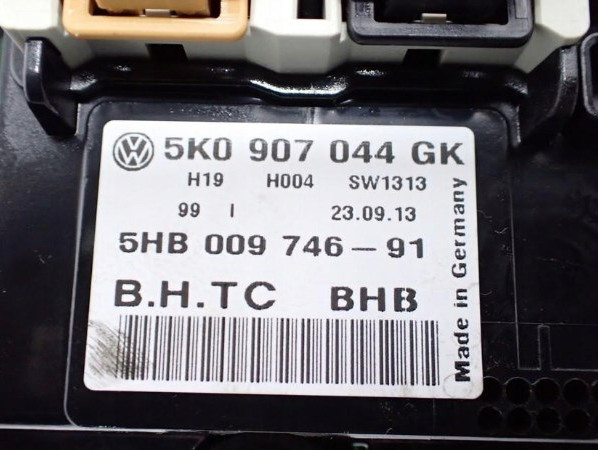 5K0 907 044 GK
H19 H004 SW1313
99 I 23.09.13
5HB 009 746-91
B.H.TC BHB
Made in Germany